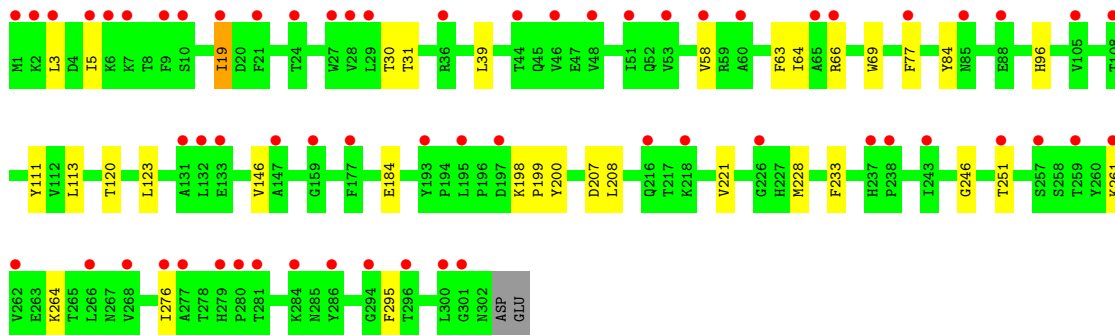 M1 K2 L3 D4 I5 K6 K7 T8 F9 S10 I19 D20 F21 T24 W27 V28 L29 T30 T31 R36 L39 T44 Q45 V46 E47 V48 I51 Q52 V53 V58 R59 A60 F63 I64 A65 R66 W69 F77 Y84 N85 E88 H96 V105 T108
Y111 V112 L113 T120 L123 A131 L132 E133 V146 A147 G159 F177 E184 Y193 P194 L195 P196 D197 K198 P199 Y200 D207 L208 Q216 T217 K218 V221 G226 H227 M228 F233 H237 P238 I243 G246 T251 S257 S258 T259 Y260 K261
V262 E263 K264 T265 L266 N267 V268 I276 A277 T278 H279 P280 T281 K284 N285 Y286 G294 F295 T296 L300 G301 N302 ASP GLU